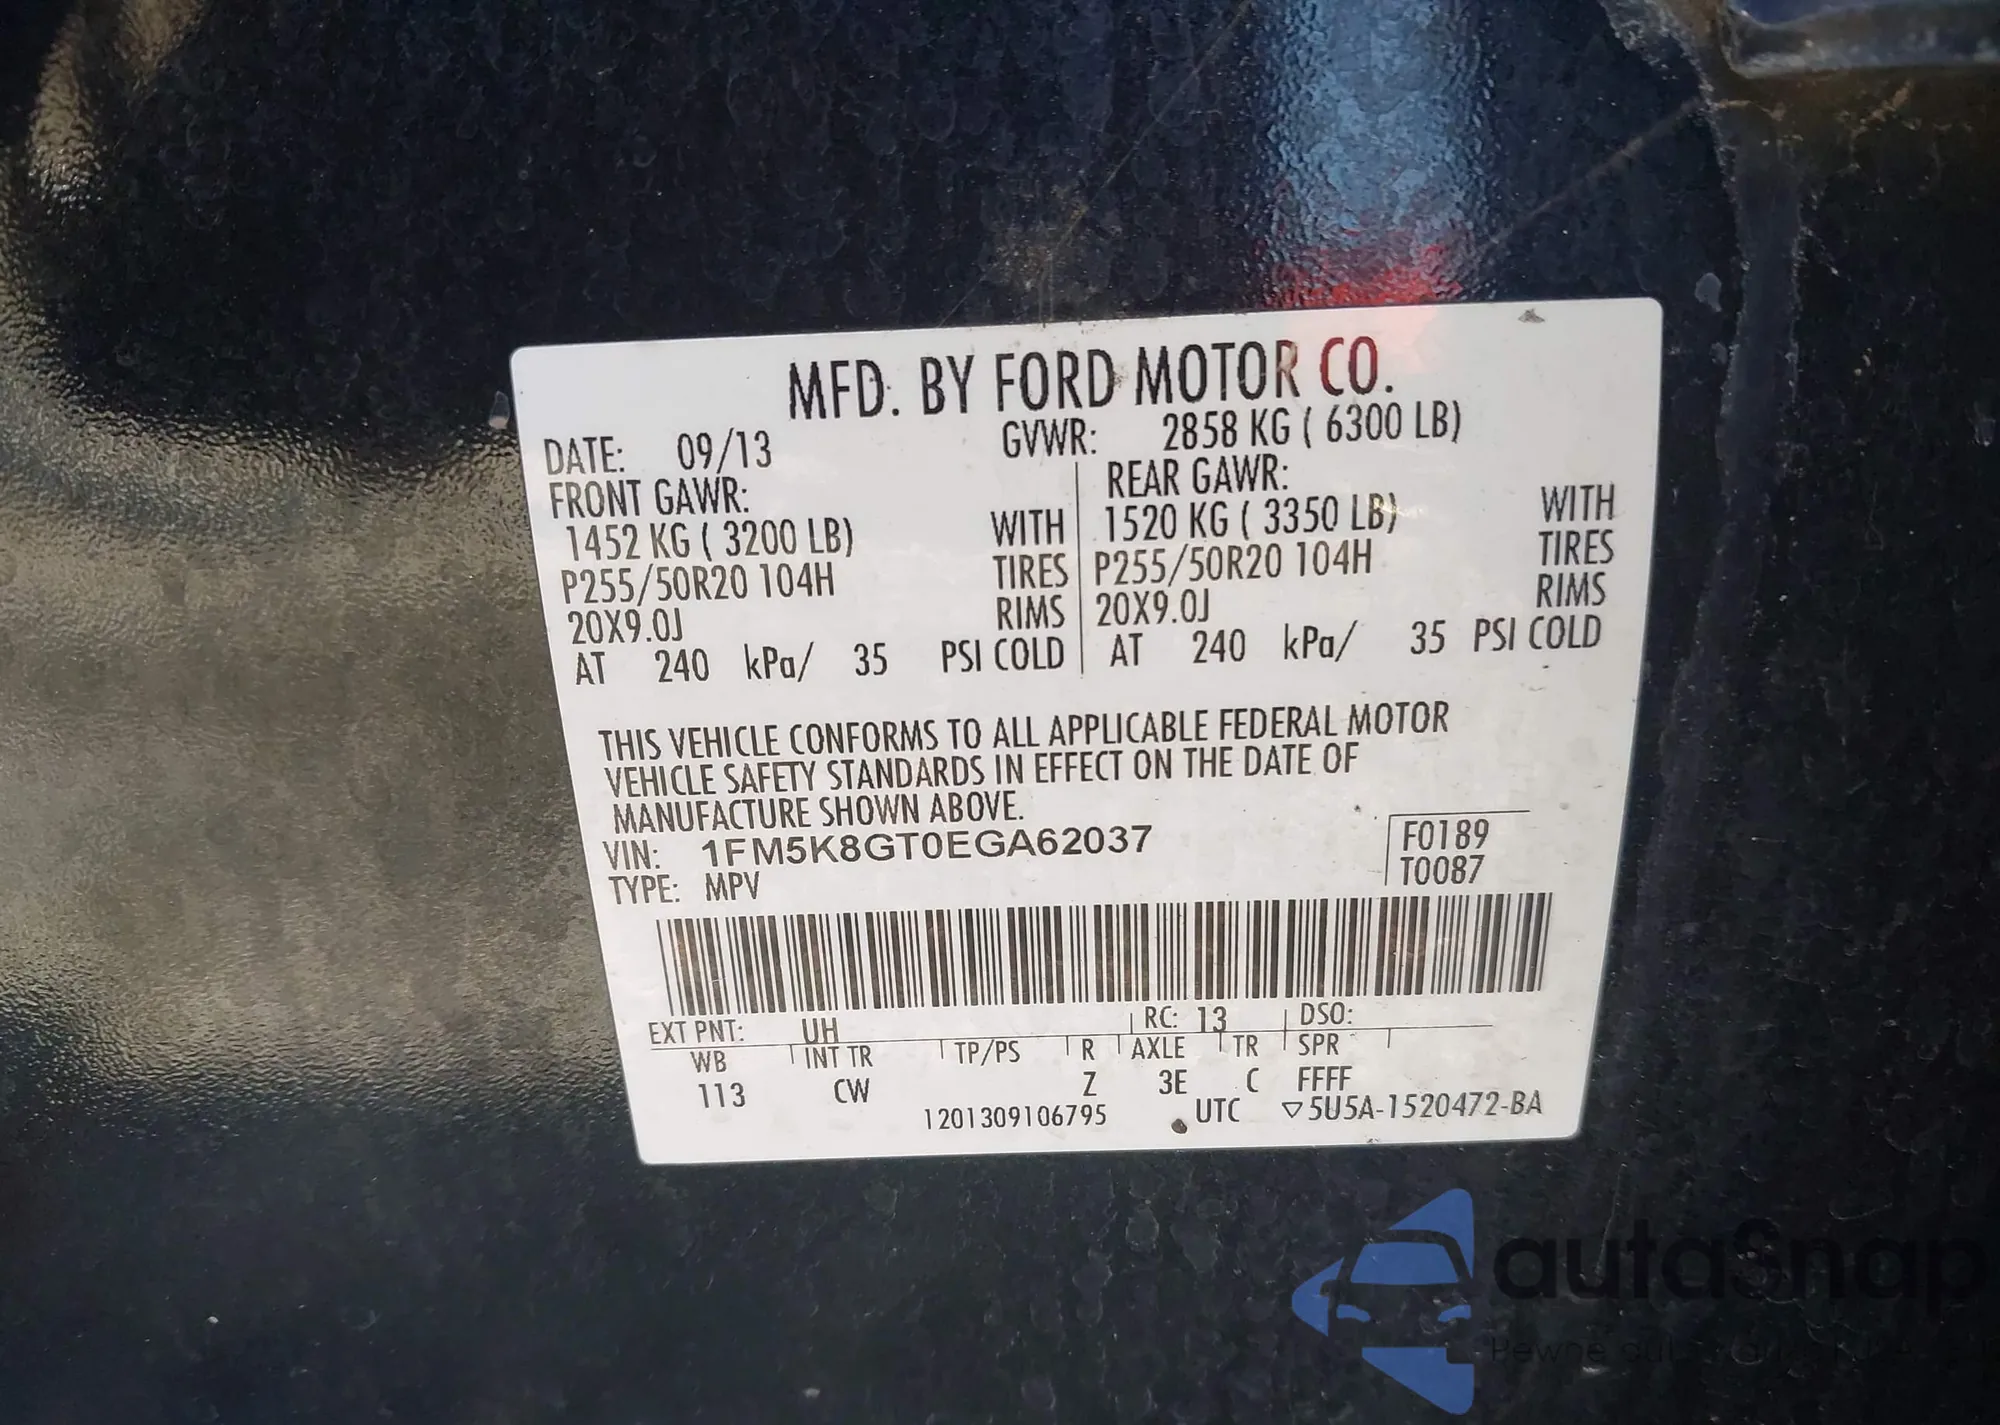 MFD. BY FORD MOTOR CO.
DATE: 09/13 GVWR: 2858 KG ( 6300 LB)
FRONT GAWR: REAR GAWR:
1452 KG ( 3200 LB) WITH 1520 KG ( 3350 LB) WITH
P255/50R20 104H TIRES P255/50R20 104H TIRES
20X9.0J RIMS 20X9.0J RIMS
AT 240 kPa/ 35 PSI COLD AT 240 kPa/ 35 PSI COLD
THIS VEHICLE CONFORMS TO ALL APPLICABLE FEDERAL MOTOR
VEHICLE SAFETY STANDARDS IN EFFECT ON THE DATE OF
MANUFACTURE SHOWN ABOVE.
VIN: 1FM5K8GT0EGA62037 F0189
TYPE: MPV T0087
EXT PNT: UH RC: 13 DSO:
WB INT TR TP/PS R AXLE TR SPR
113 CW Z 3E C FFFF
1201309106795 UTC ▽5U5A-1520472-BA
autoSnap